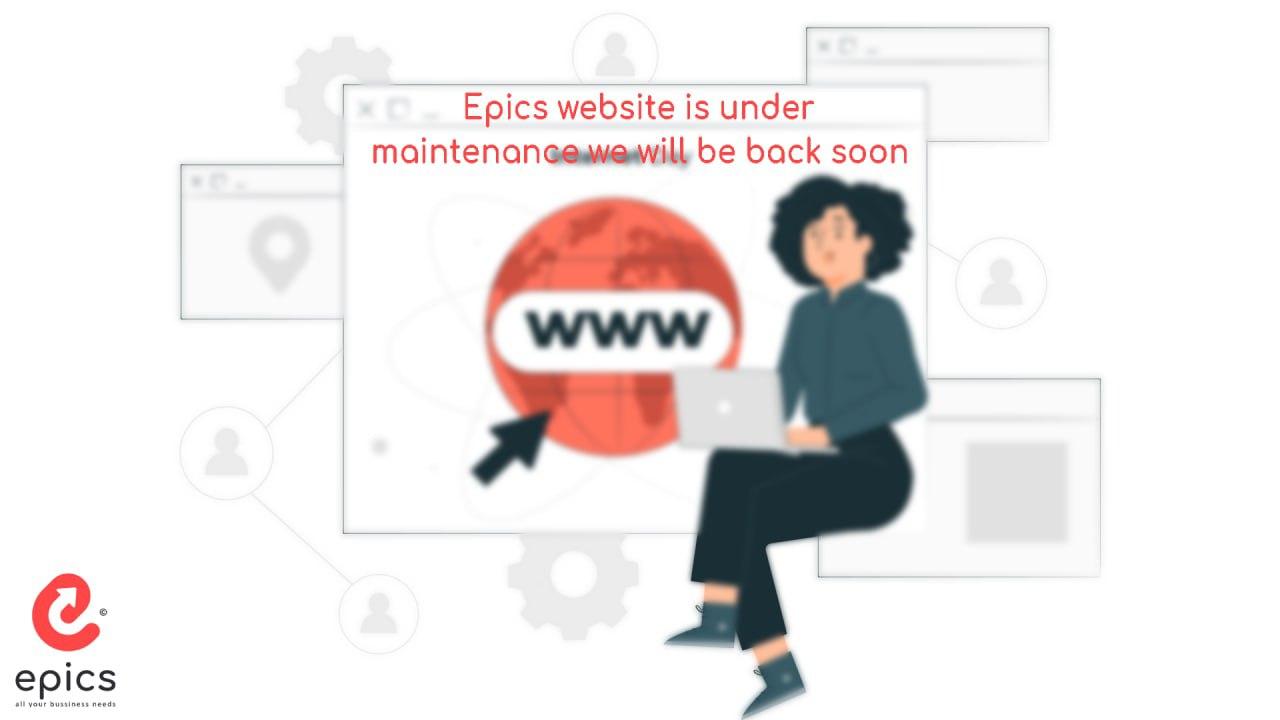 Epics website is under
maintenance we will be back soon
www
©
epics
all your bussiness needs